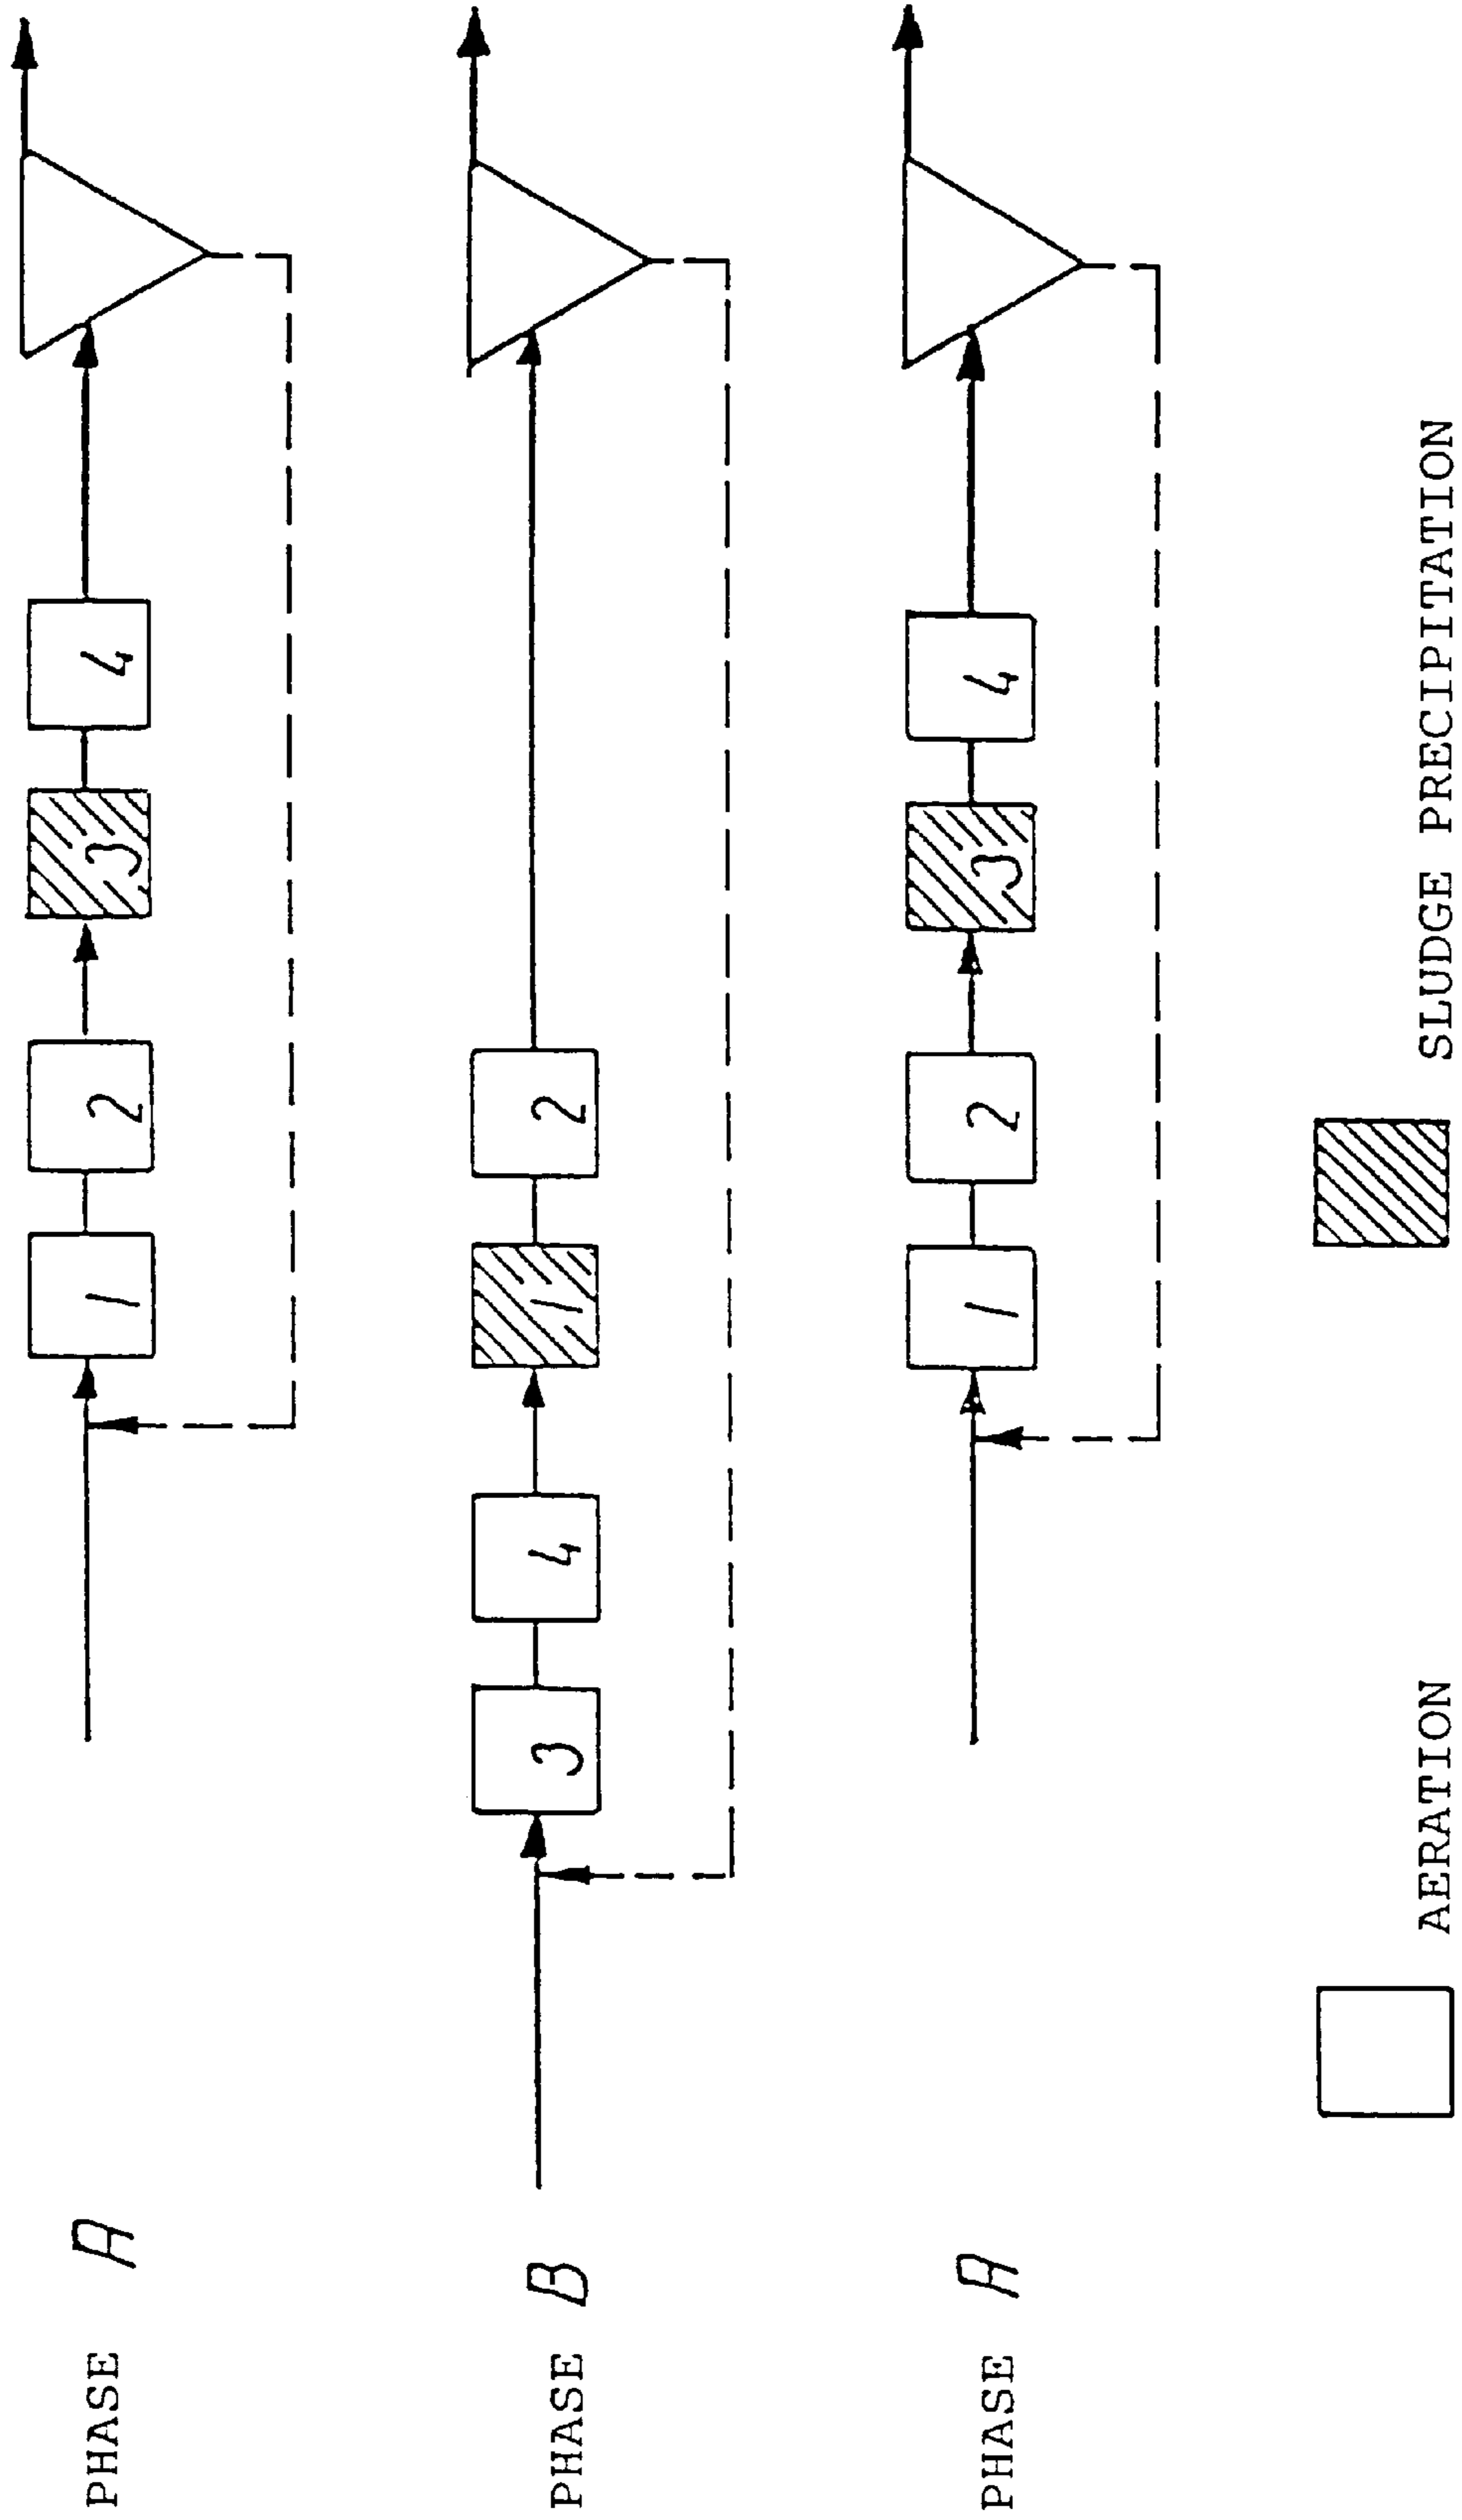 PHASE A
1 2 3 4
PHASE B
3 4 1 2
PHASE A
1 2 3 4
AERATION
SLUDGE PRECIPITATION